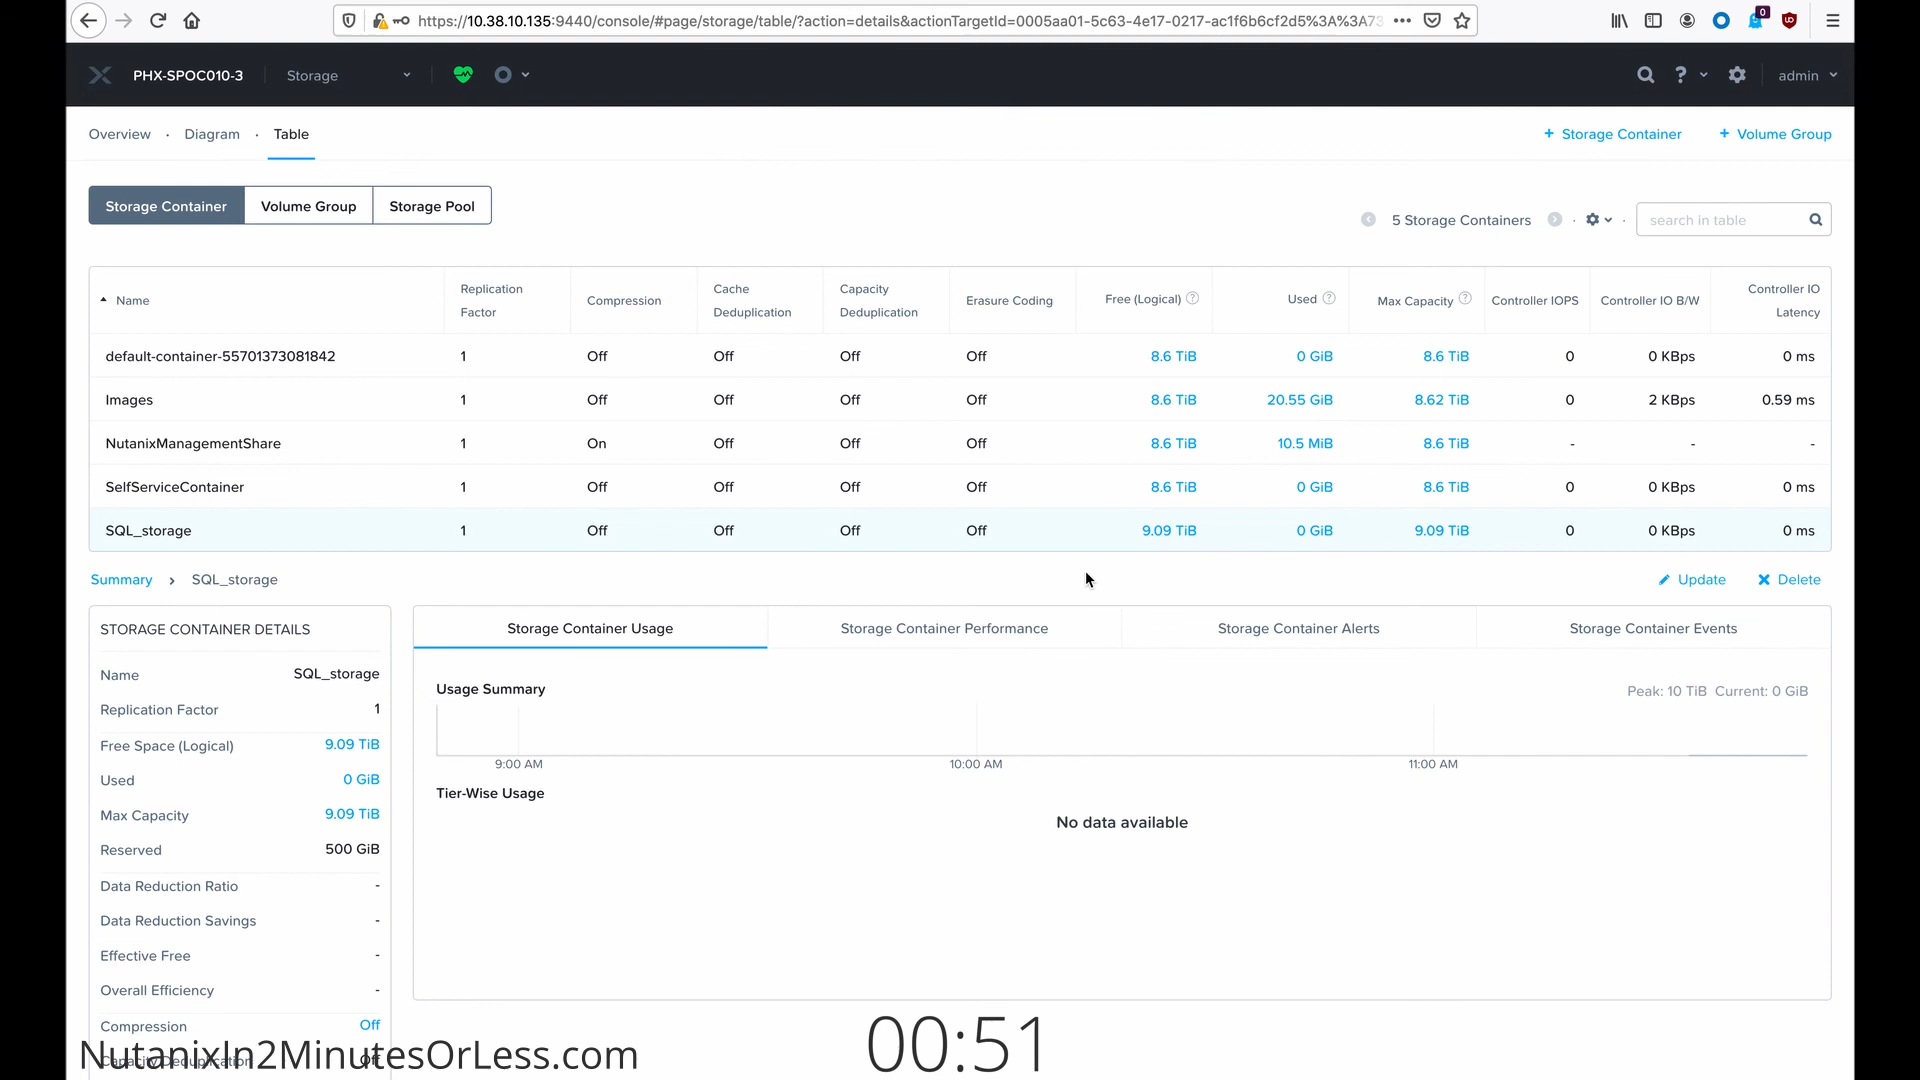 https://10.38.10.135:9440/console/#page/storage/table/?action=details&actionTargetId=0005aa01-5c63-4e17-0217-ac1f6b6cf2d5%3A%3A73
0
PHX-SPOC010-3 Storage admin
Overview · Diagram · Table + Storage Container + Volume Group
Storage Container Volume Group Storage Pool
5 Storage Containers · · search in table
Name Replication Factor Compression Cache Deduplication Capacity Deduplication Erasure Coding Free (Logical) Used Max Capacity Controller IOPS Controller IO B/W Controller IO Latency
default-container-55701373081842 1 Off Off Off Off 8.6 TiB 0 GiB 8.6 TiB 0 0 KBps 0 ms
Images 1 Off Off Off Off 8.6 TiB 20.55 GiB 8.62 TiB 0 2 KBps 0.59 ms
NutanixManagementShare 1 On Off Off Off 8.6 TiB 10.5 MiB 8.6 TiB - - -
SelfServiceContainer 1 Off Off Off Off 8.6 TiB 0 GiB 8.6 TiB 0 0 KBps 0 ms
SQL_storage 1 Off Off Off Off 9.09 TiB 0 GiB 9.09 TiB 0 0 KBps 0 ms
Summary > SQL_storage Update Delete
STORAGE CONTAINER DETAILS
Name SQL_storage
Replication Factor 1
Free Space (Logical) 9.09 TiB
Used 0 GiB
Max Capacity 9.09 TiB
Reserved 500 GiB
Data Reduction Ratio -
Data Reduction Savings -
Effective Free -
Overall Efficiency -
Compression Off
Capacity Deduplication Off
Storage Container Usage Storage Container Performance Storage Container Alerts Storage Container Events
Usage Summary Peak: 10 TiB Current: 0 GiB
9:00 AM 10:00 AM 11:00 AM
Tier-Wise Usage
No data available
NutanixIn2MinutesOrLess.com
00:51